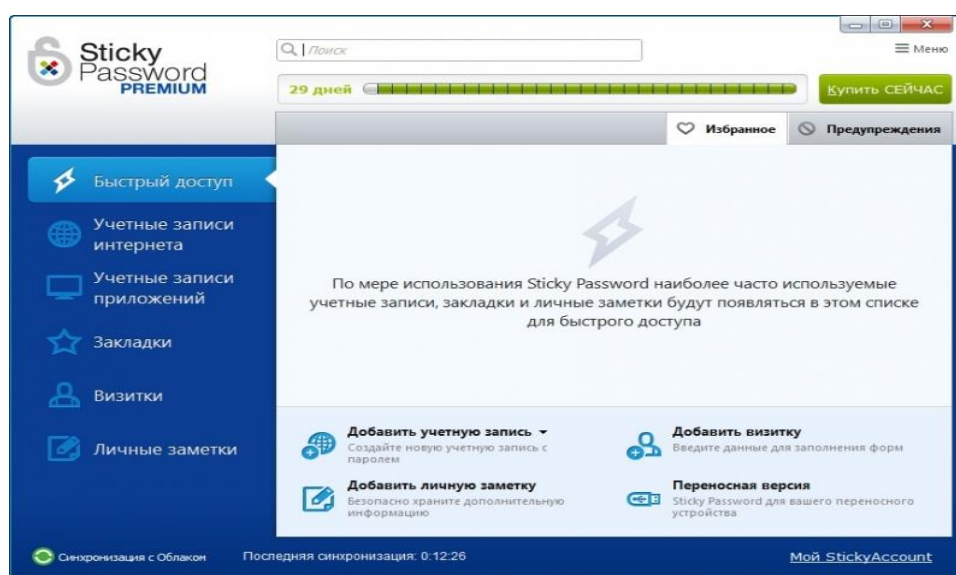 Sticky
Password
PREMIUM
Поиск
Меню
29 дней
Купить СЕЙЧАС
Избранное
Предупреждения
Быстрый доступ
Учетные записи
интернета
Учетные записи
приложений
Закладки
Визитки
Личные заметки
По мере использования Sticky Password наиболее часто используемые
учетные записи, закладки и личные заметки будут появляться в этом списке
для быстрого доступа
Добавить учетную запись
Создайте новую учетную запись с
паролем
Добавить визитку
Введите данные для заполнения форм
Добавить личную заметку
Безопасно храните дополнительную
информацию
Переносная версия
Sticky Password для вашего переносного
устройства
Синхронизация с Облаком
Последняя синхронизация: 0:12:26
Мой StickyAccount